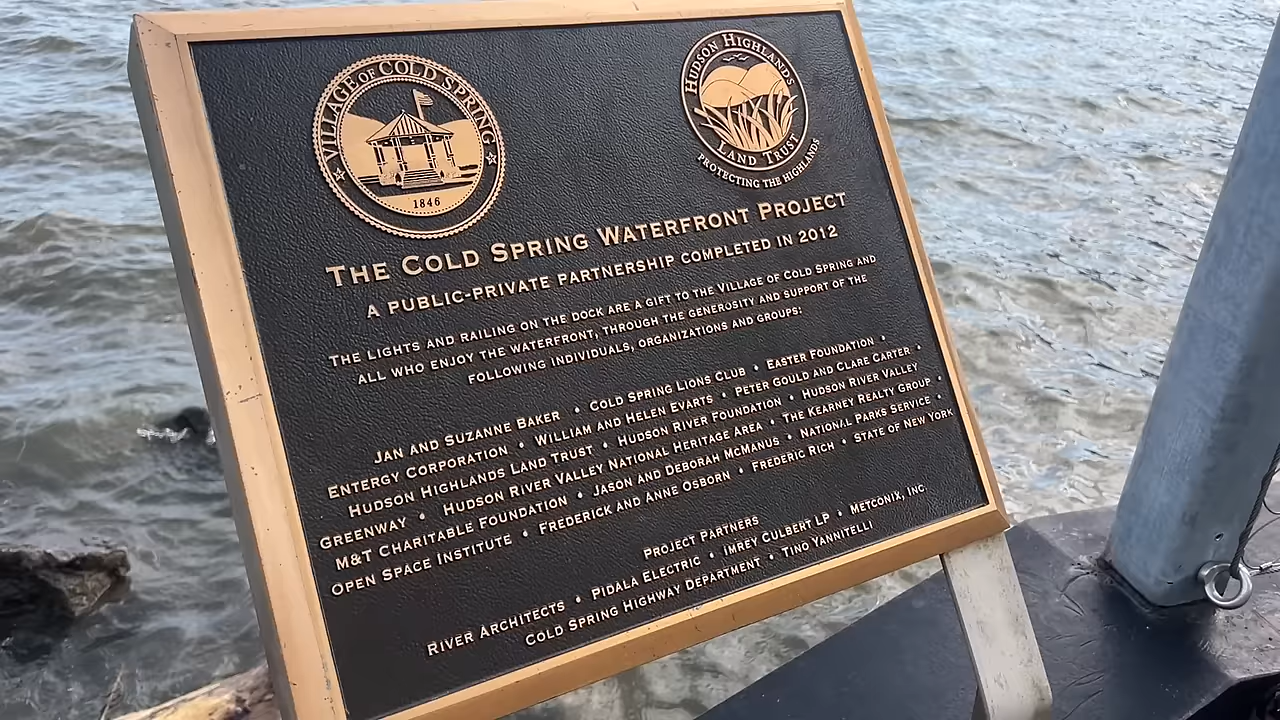 VILLAGE OF COLD SPRING
1846
HUDSON HIGHLANDS
LAND TRUST
PROTECTING THE HIGHLANDS
THE COLD SPRING WATERFRONT PROJECT
A PUBLIC-PRIVATE PARTNERSHIP COMPLETED IN 2012
THE LIGHTS AND RAILING ON THE DOCK ARE A GIFT TO THE VILLAGE OF COLD SPRING AND
ALL WHO ENJOY THE WATERFRONT, THROUGH THE GENEROSITY AND SUPPORT OF THE
FOLLOWING INDIVIDUALS, ORGANIZATIONS AND GROUPS:
JAN AND SUZANNE BAKER • COLD SPRING LIONS CLUB • EASTER FOUNDATION •
ENTERGY CORPORATION • WILLIAM AND HELEN EVARTS • PETER GOULD AND CLARE CARTER •
HUDSON HIGHLANDS LAND TRUST • HUDSON RIVER FOUNDATION • HUDSON RIVER VALLEY
GREENWAY • HUDSON RIVER VALLEY NATIONAL HERITAGE AREA • THE KEARNEY REALTY GROUP •
M&T CHARITABLE FOUNDATION • JASON AND DEBORAH MCMANUS • NATIONAL PARKS SERVICE •
OPEN SPACE INSTITUTE • FREDERICK AND ANNE OSBORN • FREDERIC RICH • STATE OF NEW YORK
PROJECT PARTNERS
RIVER ARCHITECTS • PIDALA ELECTRIC • IMREY CULBERT LP • METCONIX, INC.
COLD SPRING HIGHWAY DEPARTMENT • TINO YANNITELLI